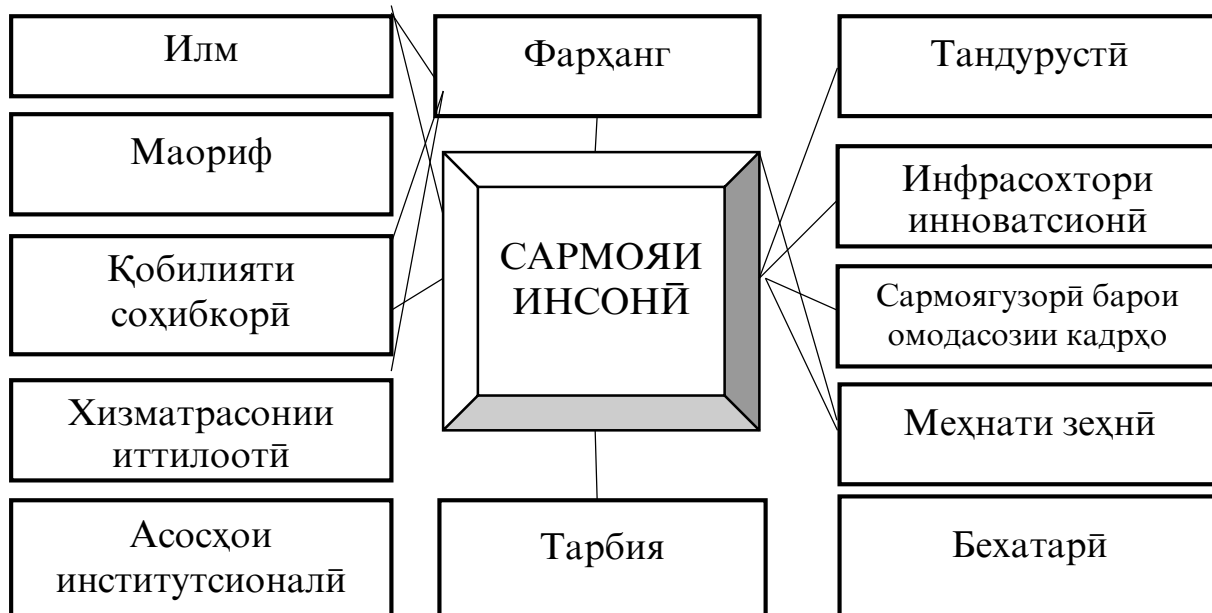 Илм
Маориф
Қобилияти
соҳибкорӣ
Хизматрасонии
иттилоотӣ
Асосҳои
институтсионалӣ
Фарҳанг
САРМОЯИ
ИНСОНӢ
Тарбия
Тандурустӣ
Инфрасохтори
инноватсионӣ
Сармоягузорӣ барои
омодасозии кадрҳо
Меҳнати зеҳнӣ
Бехатарӣ